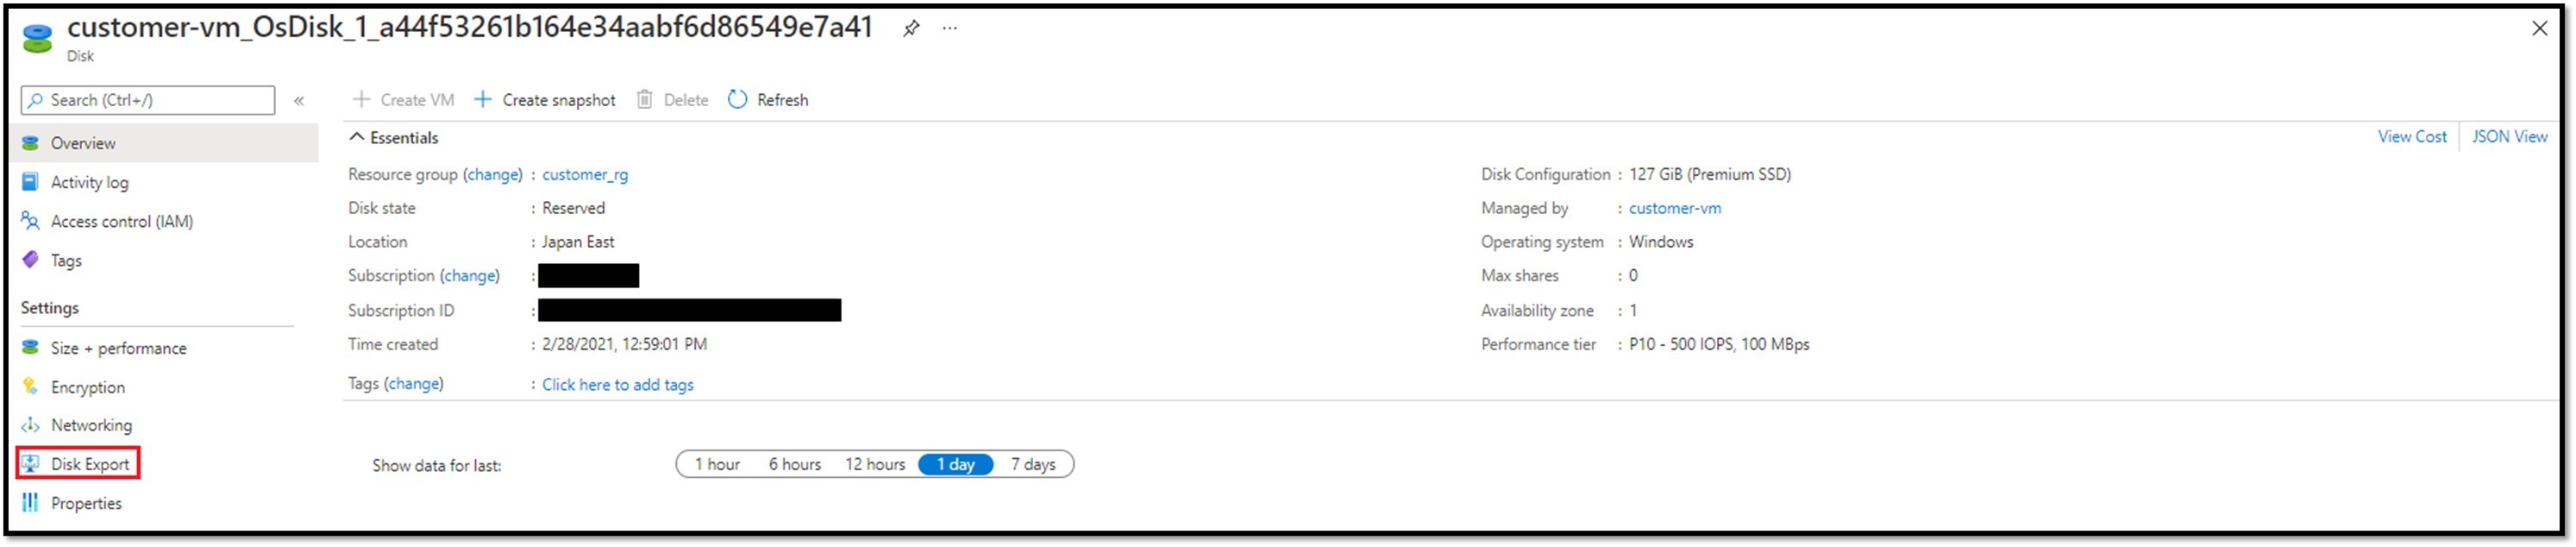 customer-vm_OsDisk_1_a44f53261b164e34aabf6d86549e7a41 ...
Disk
Search (Ctrl+/) «
Create VM Create snapshot Delete Refresh
Overview
Activity log
Access control (IAM)
Tags
Settings
Size + performance
Encryption
Networking
Disk Export
Properties
Essentials
View Cost JSON View
Resource group (change) : customer_rg
Disk state : Reserved
Location : Japan East
Subscription (change) :
Subscription ID :
Time created : 2/28/2021, 12:59:01 PM
Tags (change) : Click here to add tags
Disk Configuration : 127 GiB (Premium SSD)
Managed by : customer-vm
Operating system : Windows
Max shares : 0
Availability zone : 1
Performance tier : P10 - 500 IOPS, 100 MBps
Show data for last: 1 hour 6 hours 12 hours 1 day 7 days